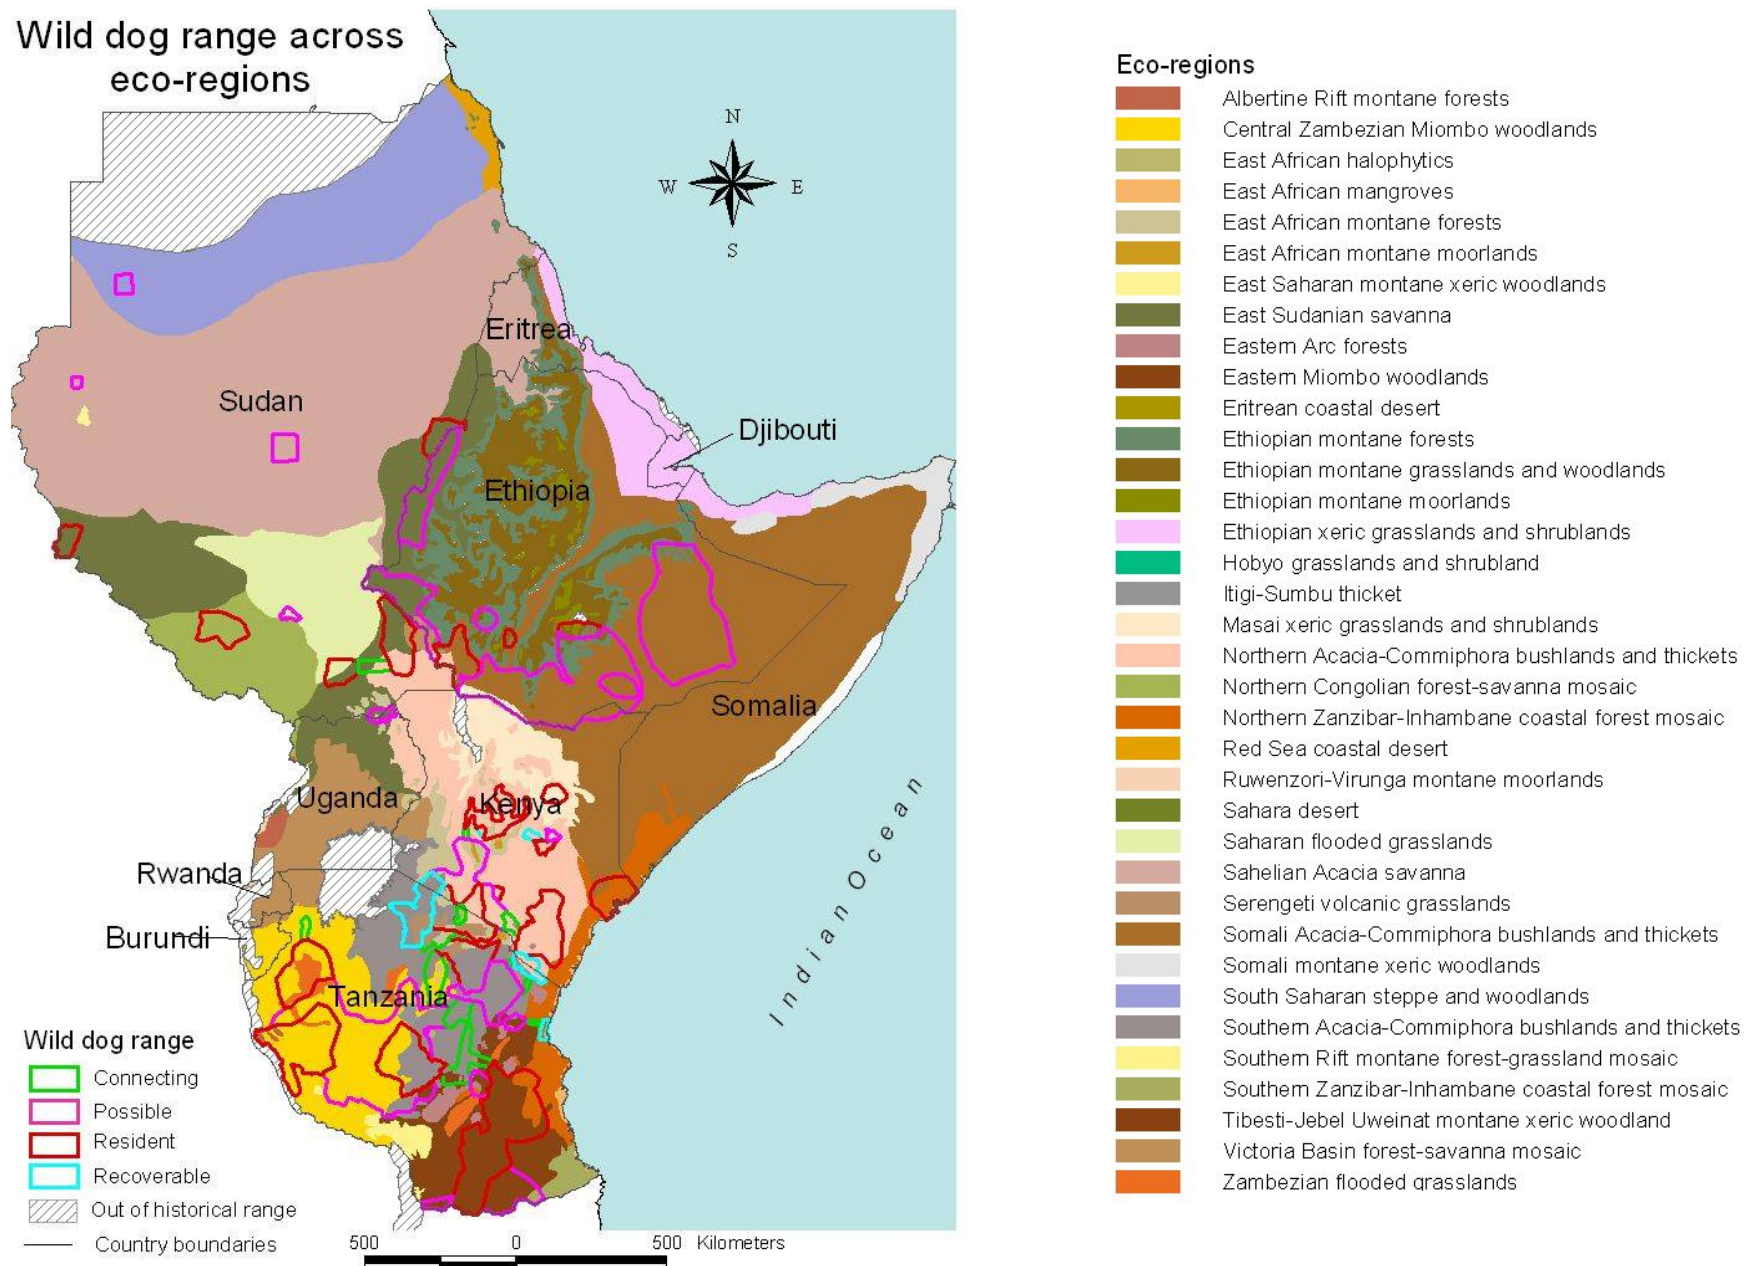 Wild dog range across
eco-regions
N
W
E
S
Eritrea
Sudan
Djibouti
Ethiopia
Somalia
Uganda
Kenya
Rwanda
Burundi
Tanzania
Indian Ocean
Wild dog range
Connecting
Possible
Resident
Recoverable
Out of historical range
Country boundaries
500 0 500 Kilometers
Eco-regions
Albertine Rift montane forests
Central Zambezian Miombo woodlands
East African halophytics
East African mangroves
East African montane forests
East African montane moorlands
East Saharan montane xeric woodlands
East Sudanian savanna
Eastern Arc forests
Eastern Miombo woodlands
Eritrean coastal desert
Ethiopian montane forests
Ethiopian montane grasslands and woodlands
Ethiopian montane moorlands
Ethiopian xeric grasslands and shrublands
Hobyo grasslands and shrubland
Itigi-Sumbu thicket
Masai xeric grasslands and shrublands
Northern Acacia-Commiphora bushlands and thickets
Northern Congolian forest-savanna mosaic
Northern Zanzibar-Inhambane coastal forest mosaic
Red Sea coastal desert
Ruwenzori-Virunga montane moorlands
Sahara desert
Saharan flooded grasslands
Sahelian Acacia savanna
Serengeti volcanic grasslands
Somali Acacia-Commiphora bushlands and thickets
Somali montane xeric woodlands
South Saharan steppe and woodlands
Southern Acacia-Commiphora bushlands and thickets
Southern Rift montane forest-grassland mosaic
Southern Zanzibar-Inhambane coastal forest mosaic
Tibesti-Jebel Uweinat montane xeric woodland
Victoria Basin forest-savanna mosaic
Zambezian flooded grasslands